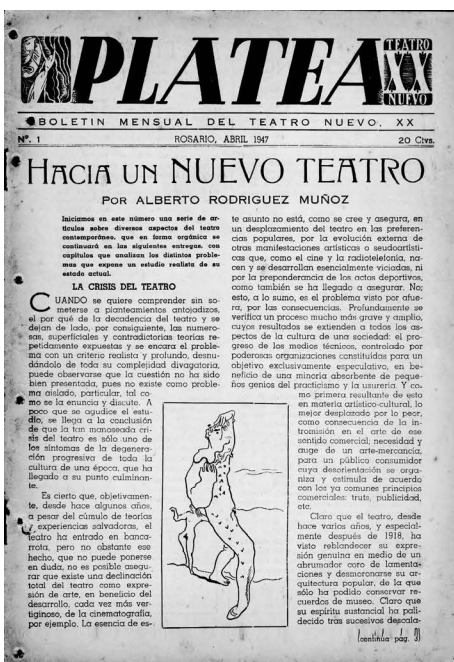 PLATEA
TEATRO
XX
NUEVO
BOLETIN MENSUAL DEL TEATRO NUEVO, XX
Nº. 1
ROSARIO, ABRIL 1947
20 Ctvs.
HACIA UN NUEVO TEATRO
POR ALBERTO RODRIGUEZ MUÑOZ
Iniciamos en este número una serie de ar-
tículos sobre diversos aspectos del teatro
contemporáneo, que en forma orgánica se
continuará en las siguientes entregas, con
capítulos que analizan los distintos proble-
mas que expone un estudio realista de su
estado actual.
LA CRISIS DEL TEATRO
CUANDO se quiere comprender sin so-
meterse a planteamientos antojadizos,
el por qué de la decadencia del teatro y se
dejan de lado, por consiguiente, las numero-
sas, superficiales y contradictorias teorías re-
petidamente expuestas y se encara el proble-
ma con un criterio realista y profundo, desnu-
dándolo de toda su complejidad divagatoria,
puede observarse que la cuestión no ha sido
bien presentada, pues no existe como proble-
ma aislado, particular, tal co-
mo se la enuncia y discute. A
poco que se agudice el estu-
dio, se llega a la conclusión
de que la tan manoseada cri-
sis del teatro es sólo uno de
los síntomas de la degenera-
ción progresiva de toda la
cultura de una época, que ha
llegado a su punto culminan-
te.
Es cierto que, objetivamen-
te, desde hace algunos años,
a pesar del cúmulo de teorías
y experiencias salvadoras, el
teatro ha entrado en banca-
rrota, pero no obstante ese
hecho, que no puede ponerse
en duda, no es posible asegu-
rar que existe una declinación
total del teatro como expre-
sión de arte, en beneficio del
desarrollo, cada vez más ver-
tiginoso, de la cinematografía,
por ejemplo. La esencia de es-
te asunto no está, como se cree y asegura, en
un desplazamiento del teatro en las preferen-
cias populares, por la evolución externa de
otras manifestaciones artísticas o seudoartísti-
cas que, como el cine y la radiotelefonía, na-
cen y se desarrollan esencialmente viciadas, ni
por la preponderancia de los actos deportivos,
como también se ha llegado a asegurar. No;
esto, a lo sumo, es el problema visto por afue-
ra, por las consecuencias. Profundamente se
verifica un proceso mucho más grave y amplio,
cuyos resultados se extienden a todos los as-
pectos de la cultura de una sociedad: el pro-
greso de los medios técnicos, controlado por
poderosas organizaciones constituídas para un
objetivo exclusivamente especulativo, en be-
neficio de una minoría absorbente de peque-
ños genios del practicismo y la usurería. Y co-
mo primera resultante de esto
en materia artístico-cultural, lo
mejor desplazado por lo peor,
como consecuencia de la in-
tromisión en el arte de ese
sentido comercial; necesidad y
auge de un arte-mercancía,
para un público consumidor
cuya desorientación se orga-
niza y estimula de acuerdo
con los ya comunes principios
comerciales: truts, publicidad,
etc.
Claro que el teatro, desde
hace varios años, y especial-
mente después de 1918, ha
visto reblandecer su expre-
sión genuina en medio de un
abrumador coro de lamenta-
ciones y desmoronarse su ar-
quitectura popular, de la que
sólo ha podido conservar re-
cuerdos de museo. Claro que
su espíritu sustancial ha pali-
decido tras sucesivos descala-
(continúa pág. 3)